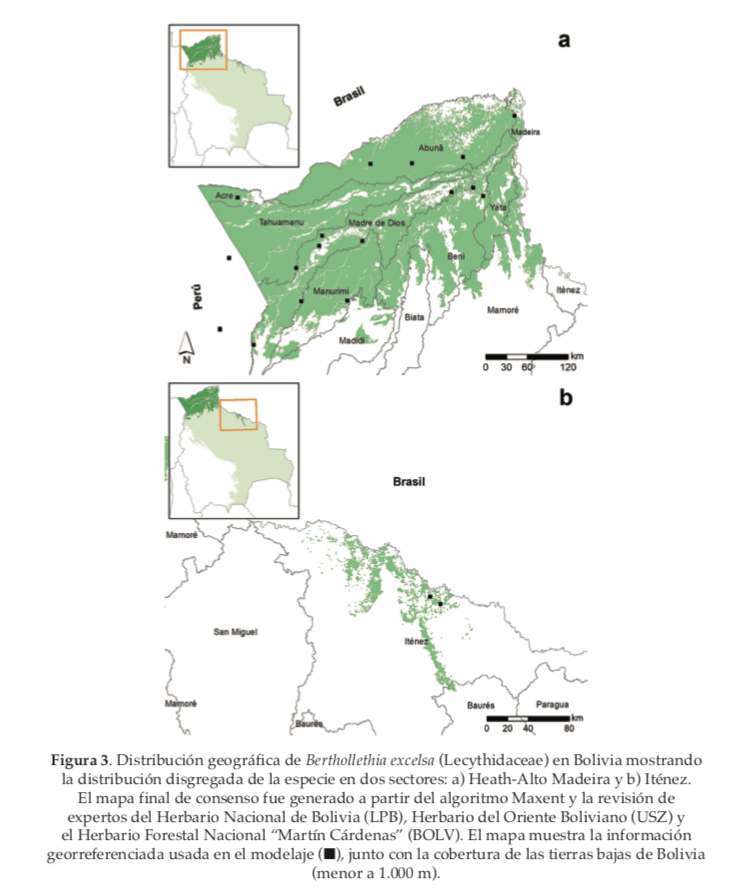 a
Brasil
Madeira
Abunã
Acre
Tahuamanu
Madre de Dios
Yata
Beni
Perú
Manurimi
Iténez
Mamoré
Biata
Madidi
N
km
0 30 60 120
b
Brasil
Mamoré
San Miguel
Iténez
Mamoré
Baurés
Baurés
Paragua
km
0 20 40 80
Figura 3. Distribución geográfica de Berthollethia excelsa (Lecythidaceae) en Bolivia mostrando
la distribución disgregada de la especie en dos sectores: a) Heath-Alto Madeira y b) Iténez.
El mapa final de consenso fue generado a partir del algoritmo Maxent y la revisión de
expertos del Herbario Nacional de Bolivia (LPB), Herbario del Oriente Boliviano (USZ) y
el Herbario Forestal Nacional “Martín Cárdenas” (BOLV). El mapa muestra la información
georreferenciada usada en el modelaje (■), junto con la cobertura de las tierras bajas de Bolivia
(menor a 1.000 m).